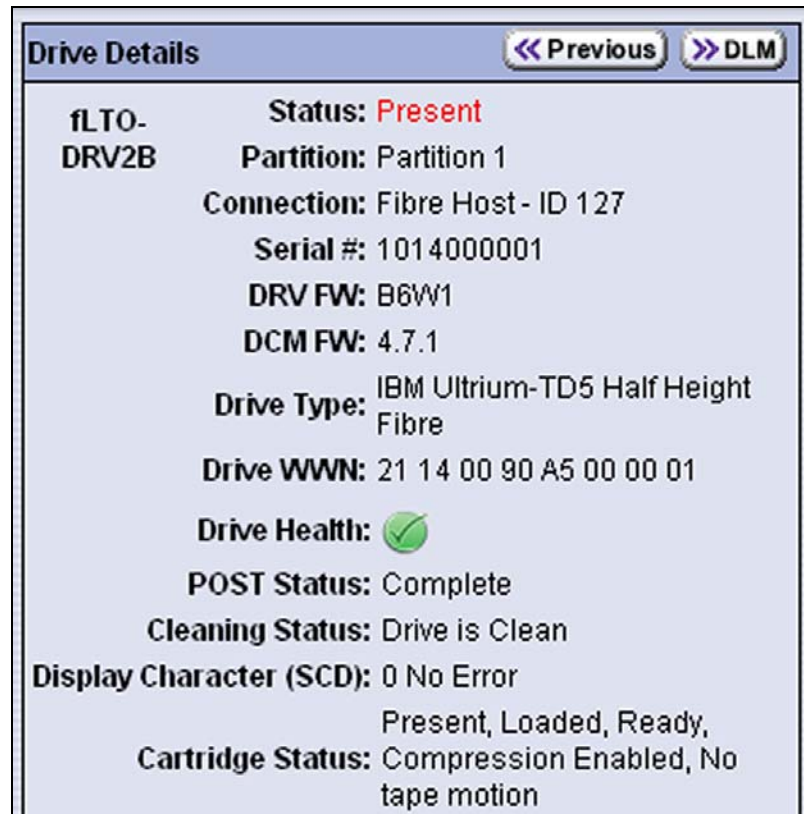 Drive Details
Previous
DLM
fLTO-
DRV2B
Status: Present
Partition: Partition 1
Connection: Fibre Host - ID 127
Serial #: 1014000001
DRV FW: B6W1
DCM FW: 4.7.1
Drive Type: IBM Ultrium-TD5 Half Height
Fibre
Drive WWN: 21 14 00 90 A5 00 00 01
Drive Health:
POST Status: Complete
Cleaning Status: Drive is Clean
Display Character (SCD): 0 No Error
Cartridge Status: Present, Loaded, Ready,
Compression Enabled, No
tape motion